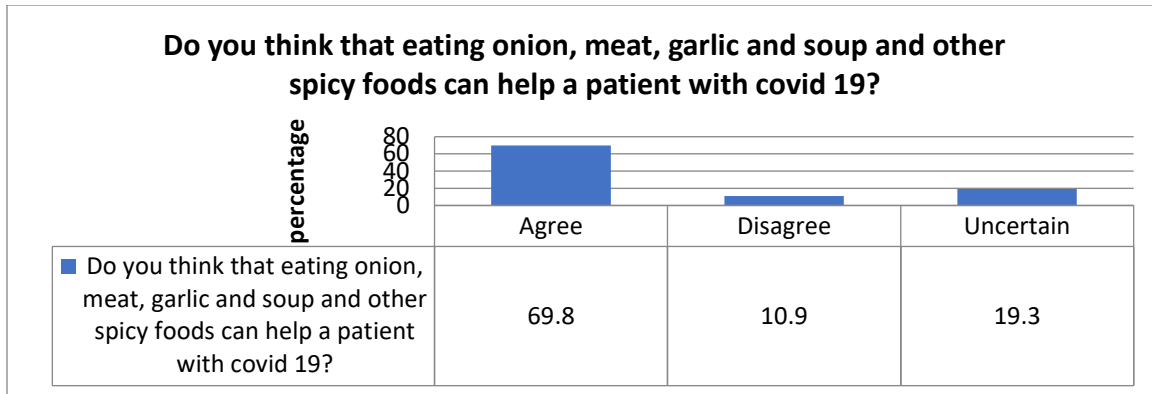 Do you think that eating onion, meat, garlic and soup and other
spicy foods can help a patient with covid 19?
percentage
80
60
40
20
0
Agree Disagree Uncertain
Do you think that eating onion,
meat, garlic and soup and other
spicy foods can help a patient
with covid 19?
69.8 10.9 19.3